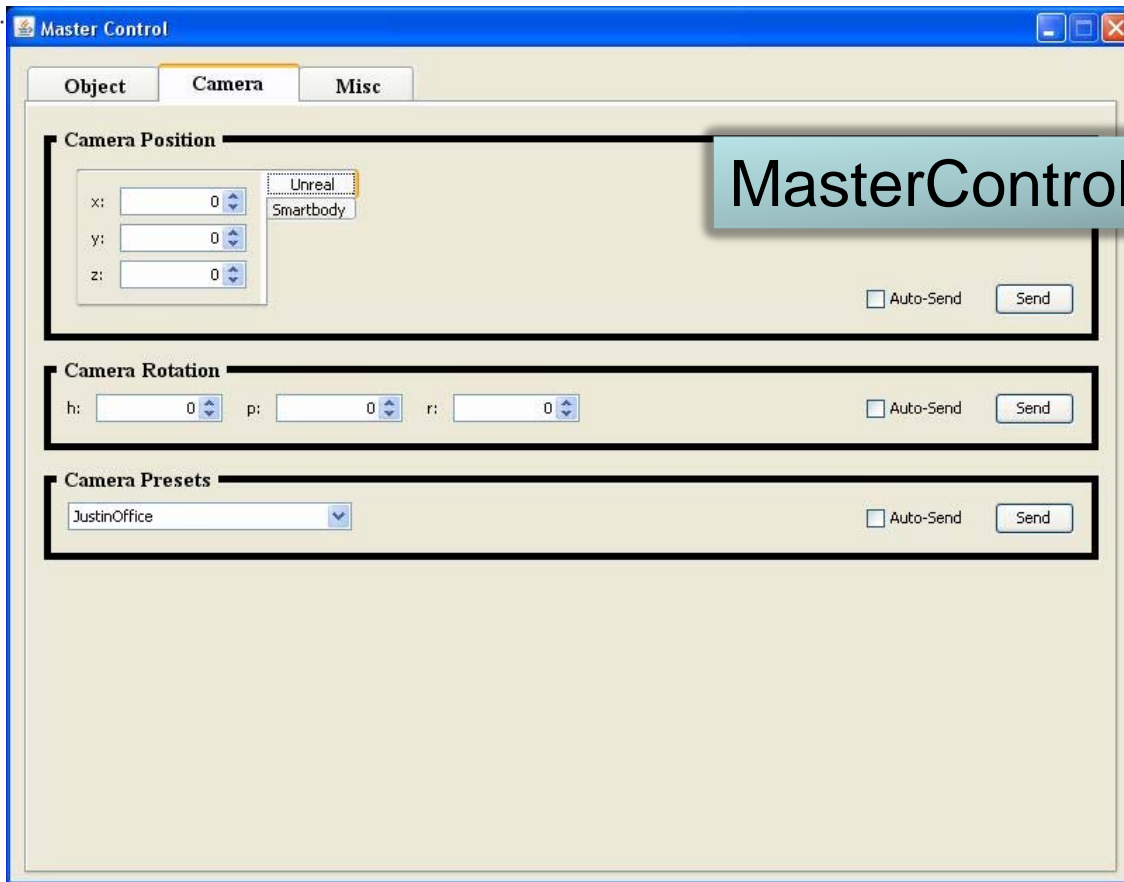 Master Control
Object Camera Misc
Camera Position
MasterControl
x: 0 Unreal
Smartbody
y: 0
z: 0
Auto-Send Send
Camera Rotation
h: 0 p: 0 r: 0 Auto-Send Send
Camera Presets
JustinOffice Auto-Send Send